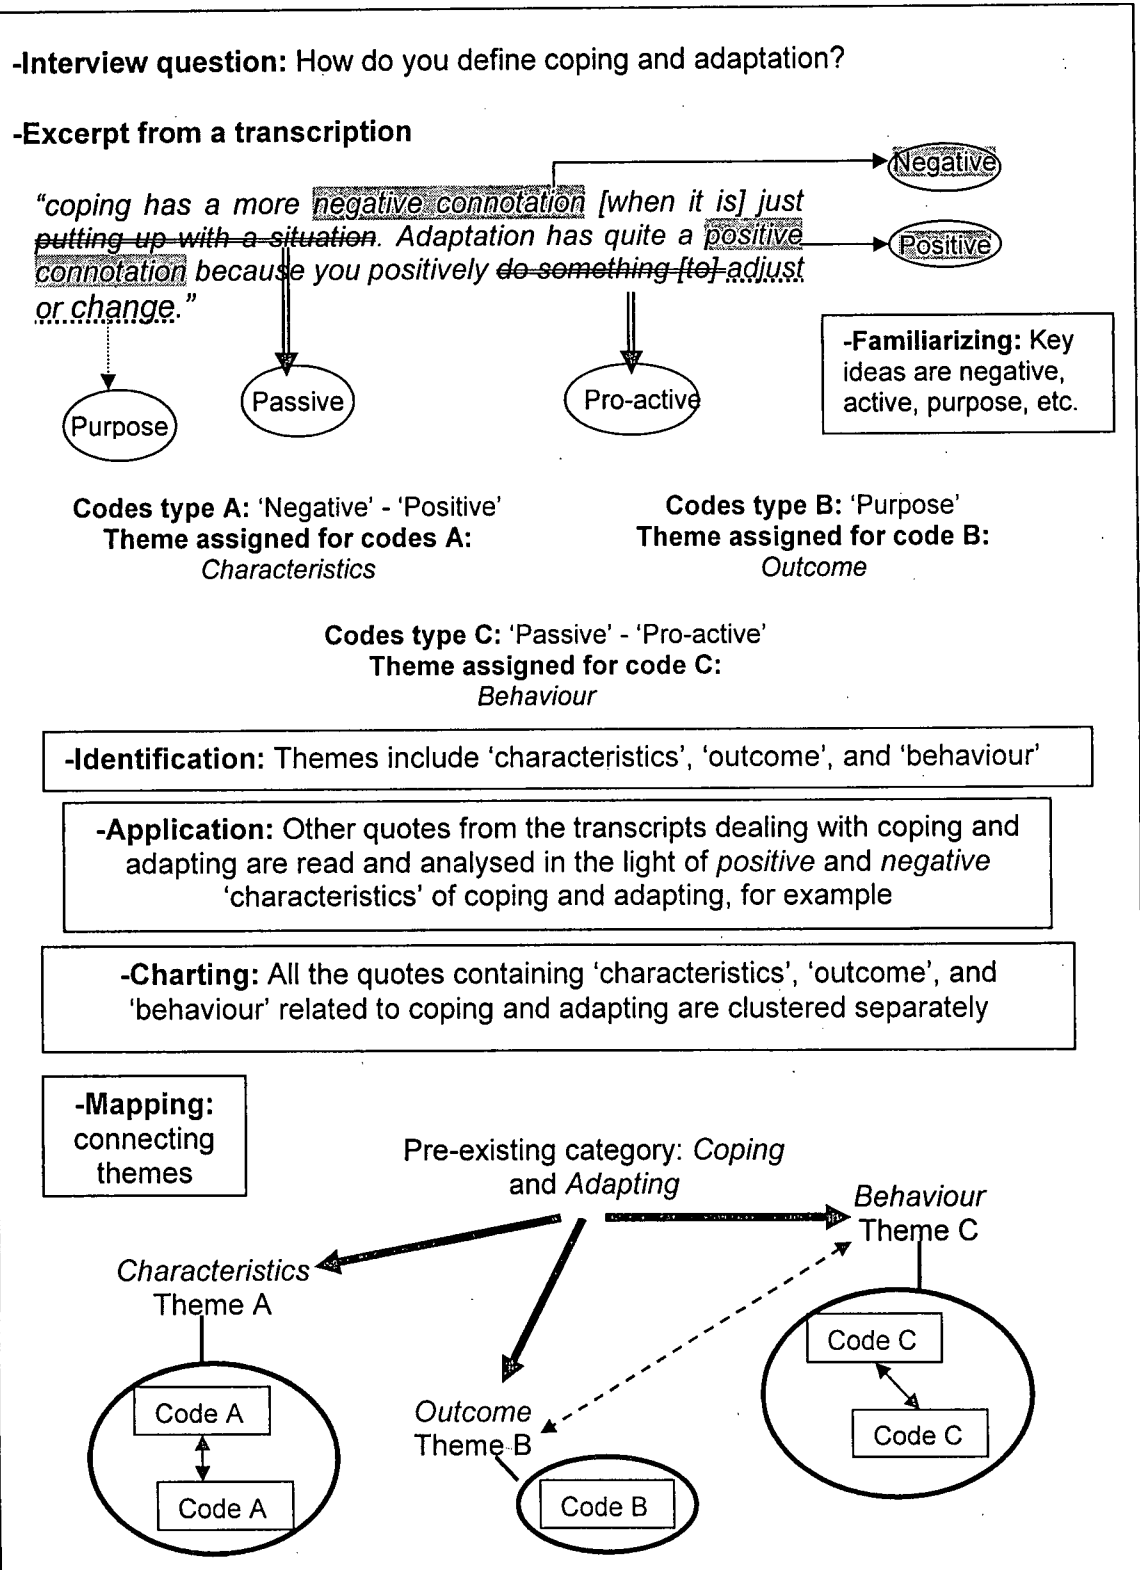 -Interview question: How do you define coping and adaptation?
-Excerpt from a transcription
Negative
“coping has a more negative connotation [when it is] just
putting up with a situation. Adaptation has quite a positive
Positive
connotation because you positively do something [to] adjust
or change.”
-Familiarizing: Key
ideas are negative,
active, purpose, etc.
Purpose
Passive
Pro-active
Codes type A: ‘Negative’ - ‘Positive’
Theme assigned for codes A:
Characteristics
Codes type B: ‘Purpose’
Theme assigned for code B:
Outcome
Codes type C: ‘Passive’ - ‘Pro-active’
Theme assigned for code C:
Behaviour
-Identification: Themes include ‘characteristics’, ‘outcome’, and ‘behaviour’
-Application: Other quotes from the transcripts dealing with coping and
adapting are read and analysed in the light of positive and negative
‘characteristics’ of coping and adapting, for example
-Charting: All the quotes containing ‘characteristics’, ‘outcome’, and
‘behaviour’ related to coping and adapting are clustered separately
-Mapping:
connecting
themes
Pre-existing category: Coping
and Adapting
Behaviour
Theme C
Characteristics
Theme A
Code C
Code C
Outcome
Theme B
Code A
Code A
Code B